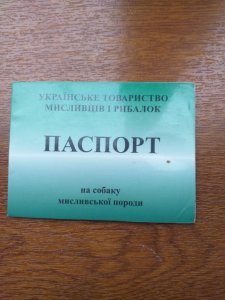 УКРАЇНСЬКЕ ТОВАРИСТВО
МИСЛИВЦІВ І РИБАЛОК
ПАСПОРТ
на собаку
мисливської породи